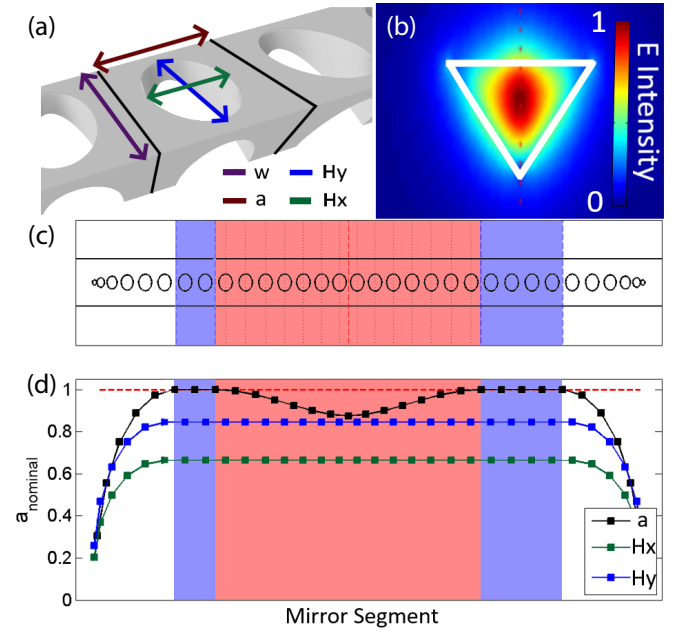 (a)
w
Hy
a
Hx
(b)
1
0
E Intensity
(c)
(d)
1
0.8
0.6
0.4
0.2
0
a_nominal
a
Hx
Hy
Mirror Segment